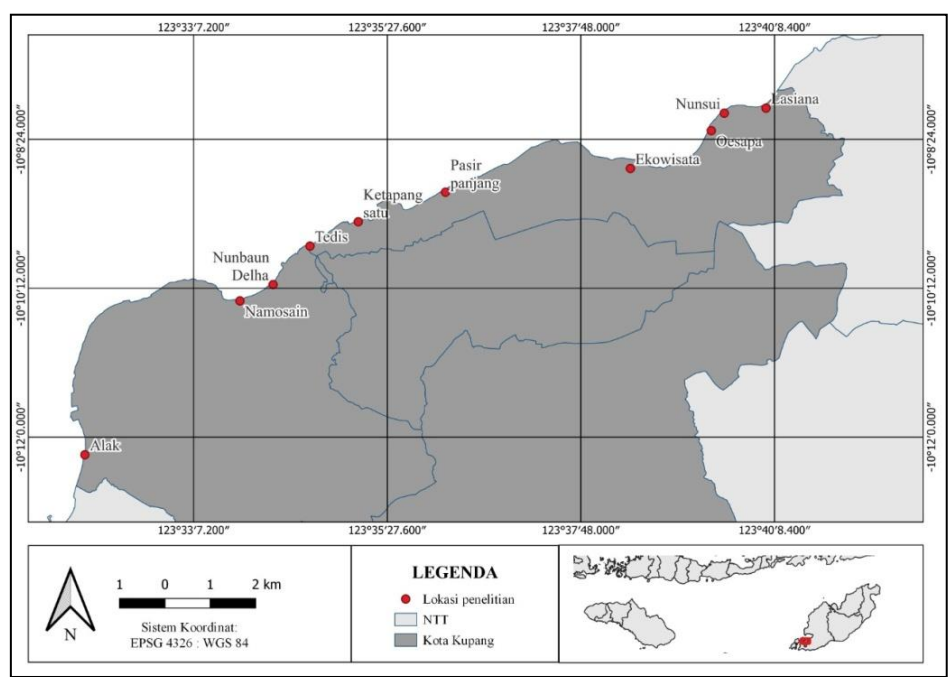 123°33'7.200" 123°35'27.600" 123°37'48.000" 123°40'8.400"
-10°8'24.000"
-10°10'12.000"
-10°12'0.000"
-10°8'24.000"
-10°10'12.000"
-10°12'0.000"
Nunsui
Lasiana
Oesapa
Ekowisata
Pasir
panjang
Ketapang
satu
Tedis
Nunbaun
Delha
Namosain
Alak
123°33'7.200" 123°35'27.600" 123°37'48.000" 123°40'8.400"
N
1 0 1 2 km
Sistem Koordinat:
EPSG 4326 : WGS 84
LEGENDA
Lokasi penelitian
NTT
Kota Kupang